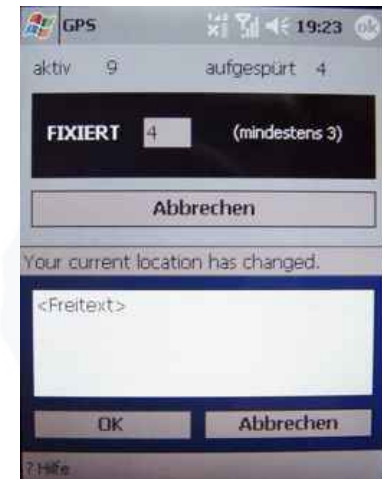 GPS 19:23 ok
aktiv 9 aufgespürt 4
FIXIERT 4 (mindestens 3)
Abbrechen
Your current location has changed.
<Freitext>
OK Abbrechen
? Hilfe